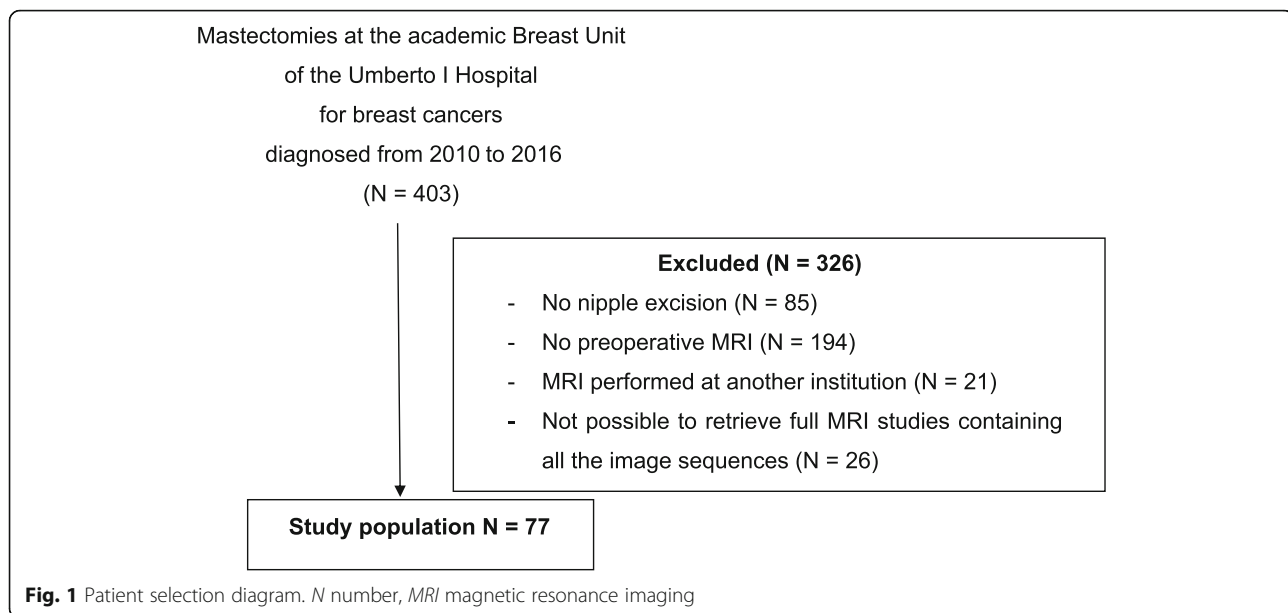 Mastectomies at the academic Breast Unit
of the Umberto I Hospital
for breast cancers
diagnosed from 2010 to 2016
(N = 403)
Excluded (N = 326)
- No nipple excision (N = 85)
- No preoperative MRI (N = 194)
- MRI performed at another institution (N = 21)
- Not possible to retrieve full MRI studies containing
all the image sequences (N = 26)
Study population N = 77
Fig. 1 Patient selection diagram. N number, MRI magnetic resonance imaging